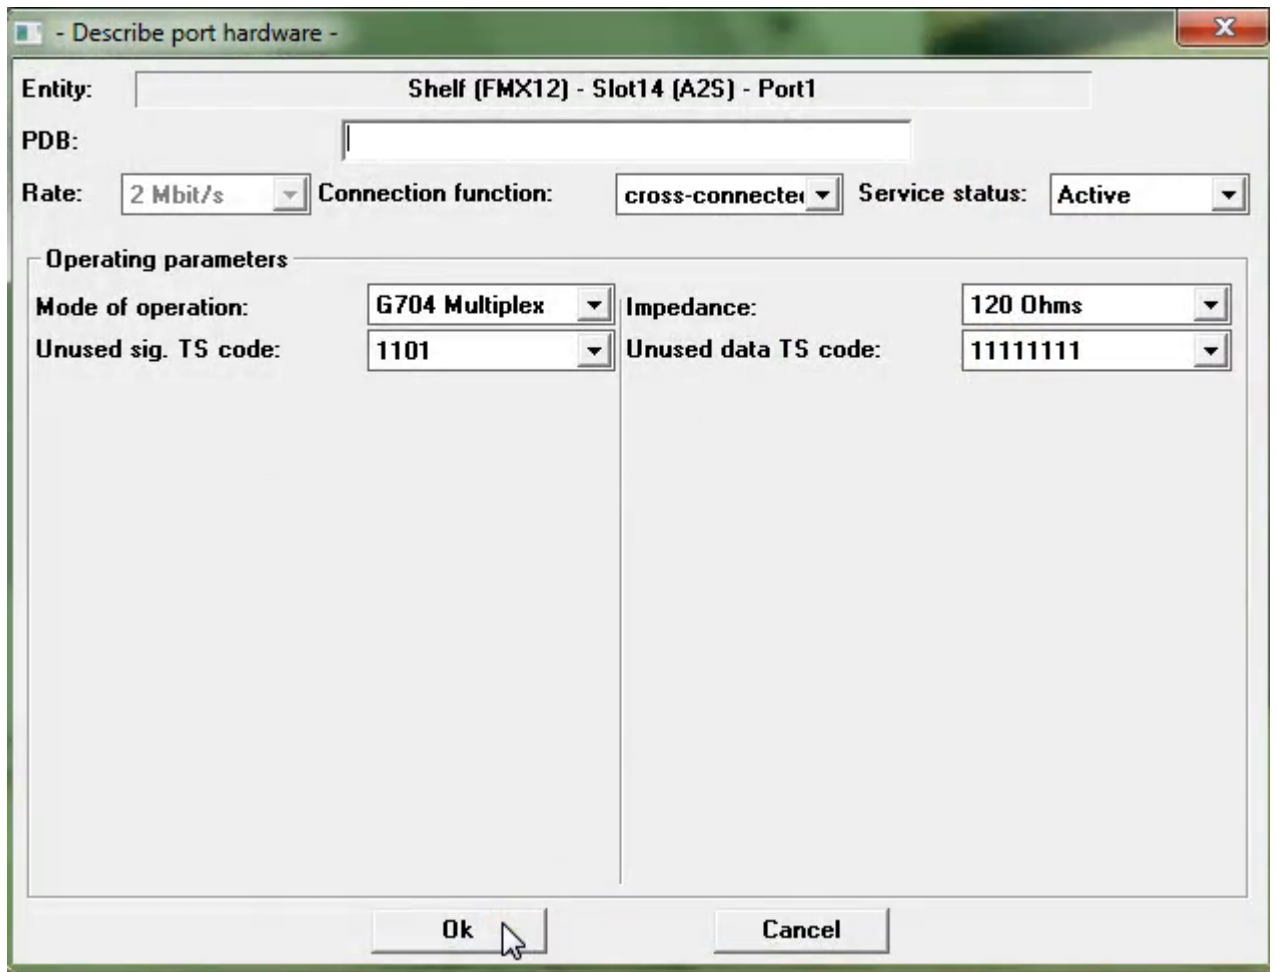 - Describe port hardware -
Entity: Shelf (FMX12) - Slot14 (A2S) - Port1
PDB:
Rate: 2 Mbit/s Connection function: cross-connected Service status: Active
Operating parameters
Mode of operation: G704 Multiplex Impedance: 120 Ohms
Unused sig. TS code: 1101 Unused data TS code: 11111111
Ok Cancel